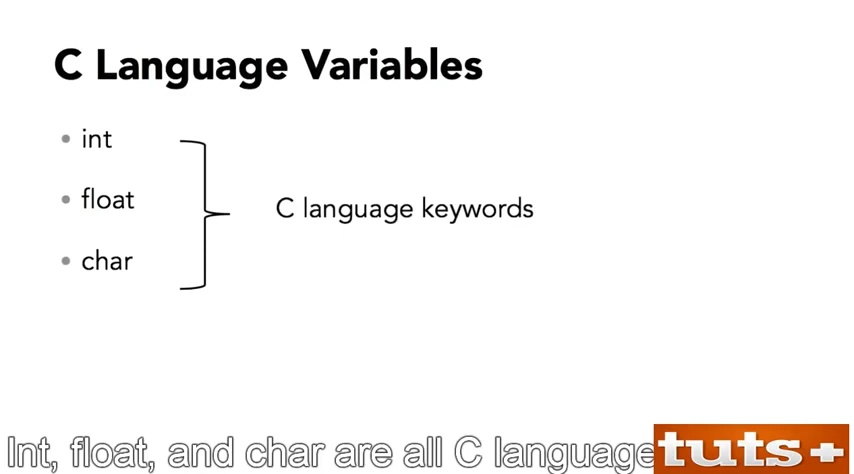 C Language Variables
• int
• float
• char
C language keywords
Int, float, and char are all C language
tuts+